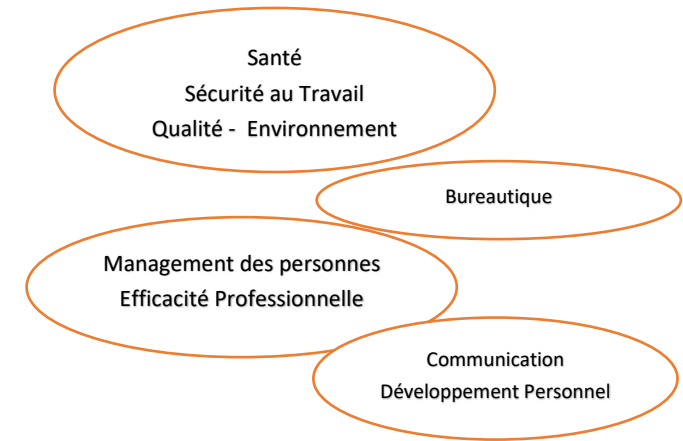 Santé
Sécurité au Travail
Qualité - Environnement
Bureautique
Management des personnes
Efficacité Professionnelle
Communication
Développement Personnel